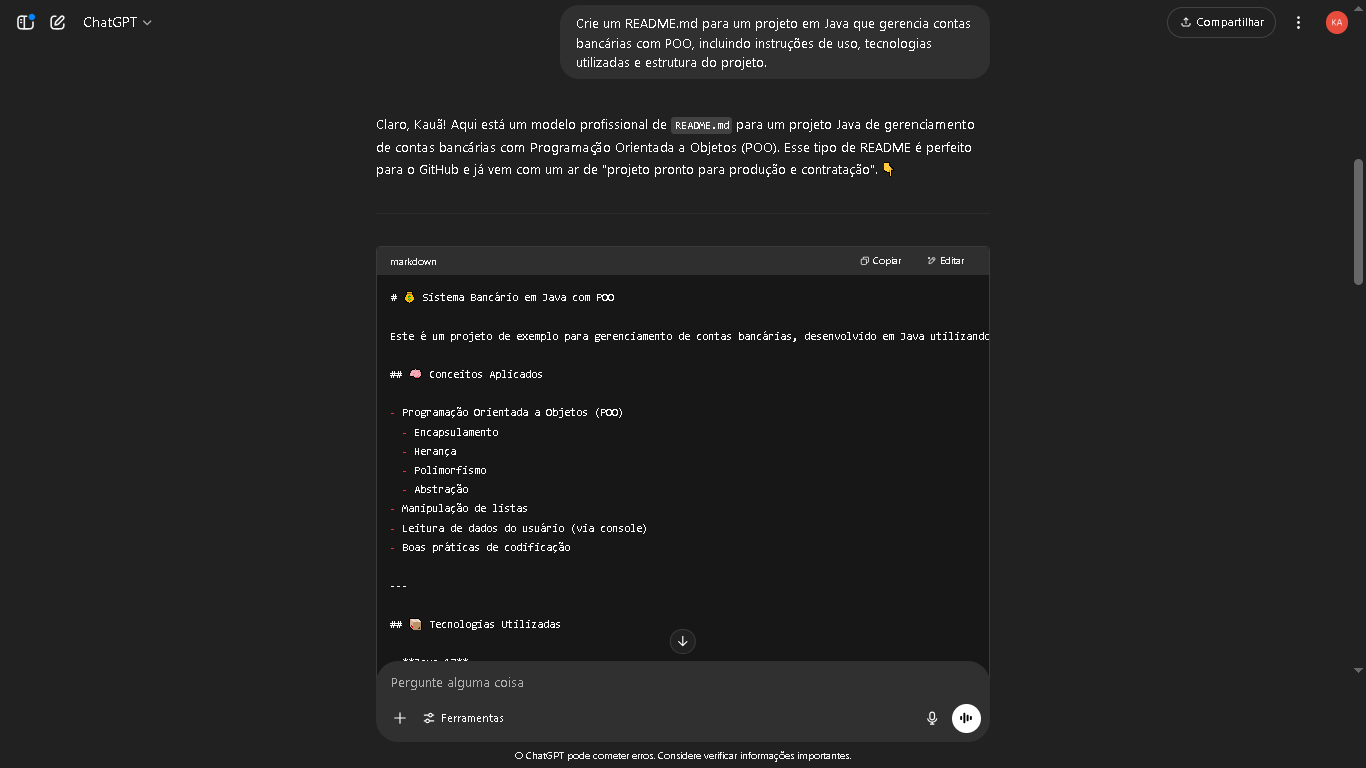 ChatGPT
Compartilhar
KA
Crie um README.md para um projeto em Java que gerencia contas
bancárias com POO, incluindo instruções de uso, tecnologias
utilizadas e estrutura do projeto.
Claro, Kauã! Aqui está um modelo profissional de README.md para um projeto Java de gerenciamento
de contas bancárias com Programação Orientada a Objetos (POO). Esse tipo de README é perfeito
para o GitHub e já vem com um ar de "projeto pronto para produção e contratação". 👇
markdown
Copiar
Editar
# 💰 Sistema Bancário em Java com POO
Este é um projeto de exemplo para gerenciamento de contas bancárias, desenvolvido em Java utilizando
## 🧠 Conceitos Aplicados
- Programação Orientada a Objetos (POO)
- Encapsulamento
- Herança
- Polimorfismo
- Abstração
- Manipulação de listas
- Leitura de dados do usuário (via console)
- Boas práticas de codificação
---
## 📦 Tecnologias Utilizadas
Pergunte alguma coisa
Ferramentas
O ChatGPT pode cometer erros. Considere verificar informações importantes.